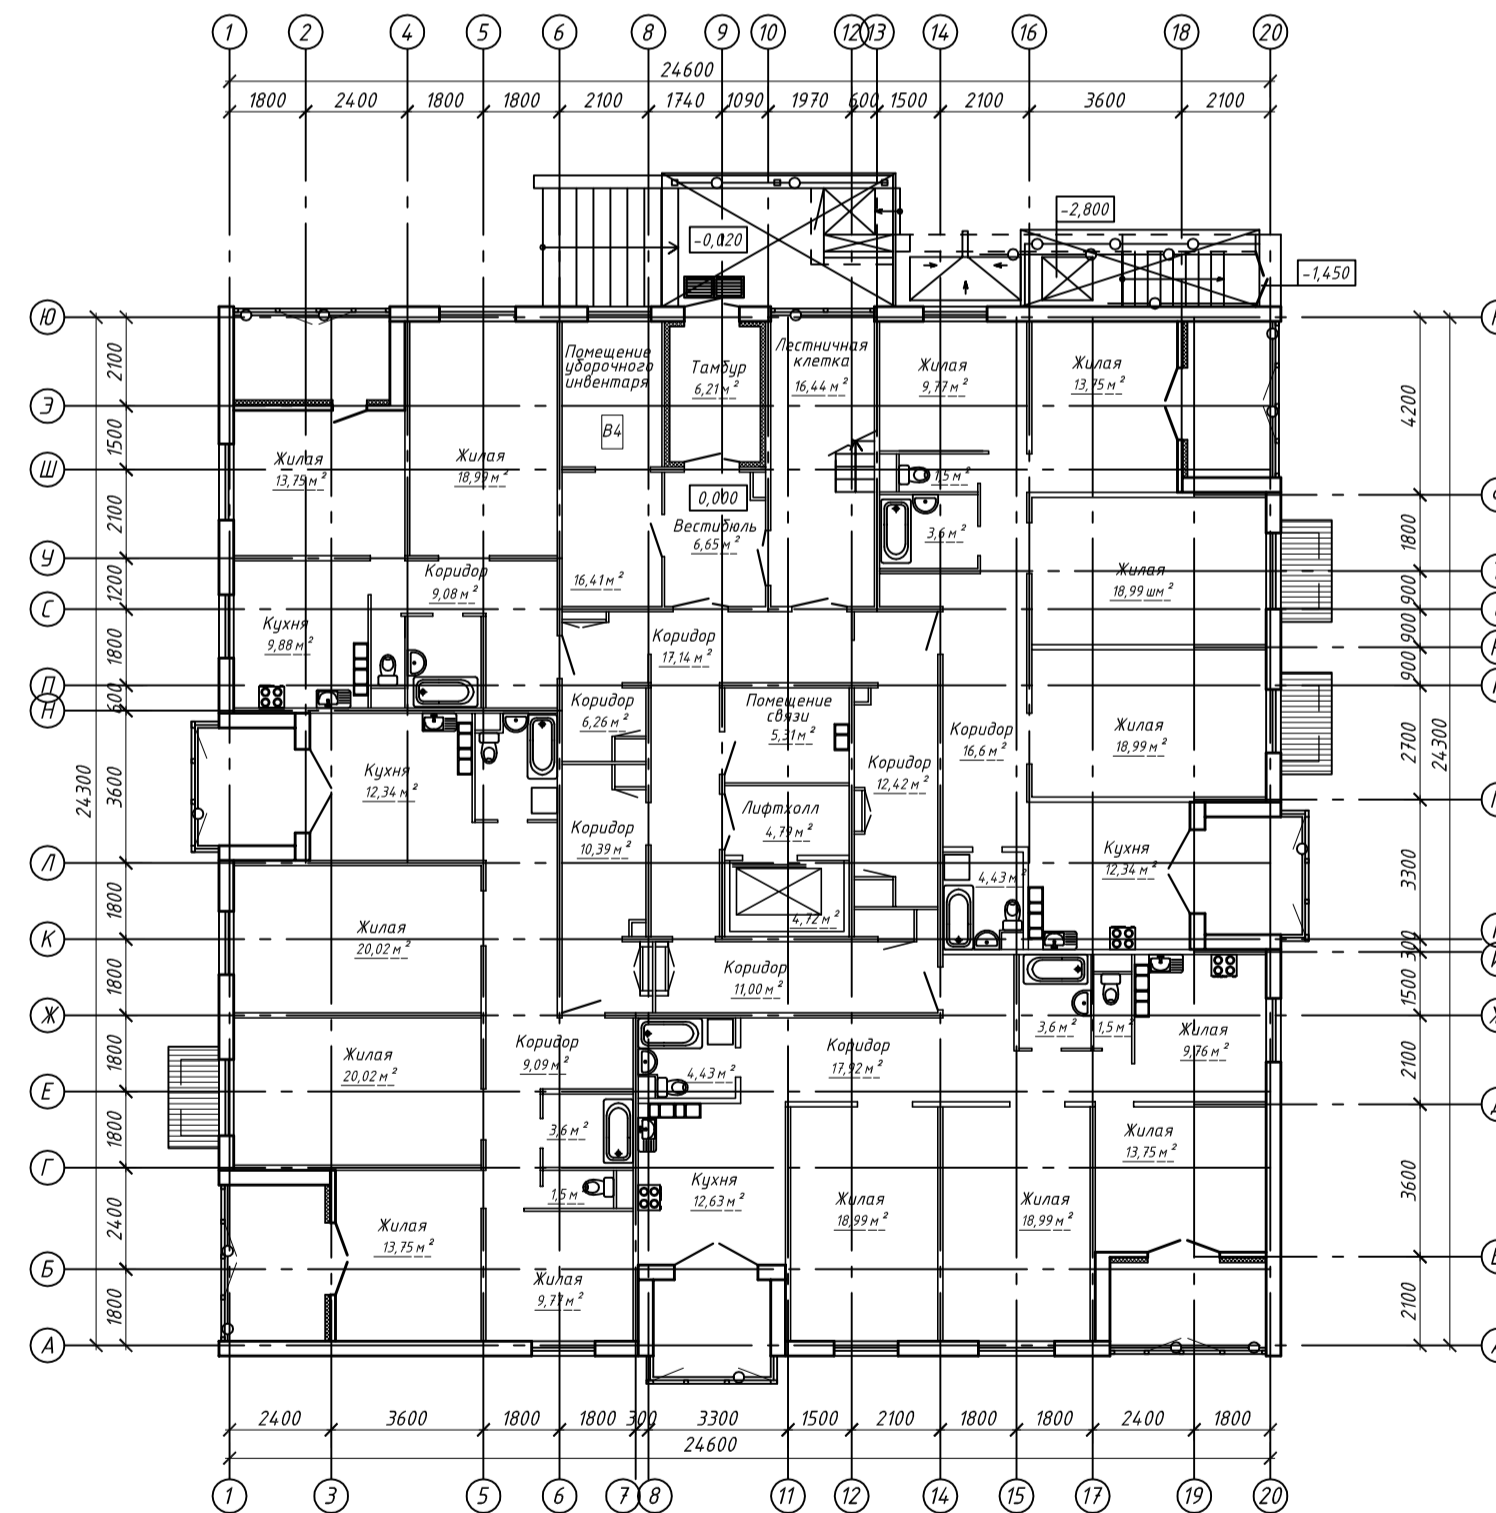 1 2 4 5 6 8 9 10 12 13 14 16 18 20
24600
1800 2400 1800 1800 2100 1740 1090 1970 600 1500 2100 3600 2100
-2,800
-0,020
-1,450
Ю
Э
Ш
У
С
П
Н
Л
К
Ж
Е
Г
Б
А
2100
1500
2100
1200
1800
600
3600
1800
1800
1800
1800
2400
1800
24300
Помещение
уборочного
инвентаря
В4
16,41 м²
Тамбур
6,21 м²
Лестничная
клетка
16,44 м²
Жилая
9,77 м²
Жилая
13,75 м²
Жилая
13,75 м²
Жилая
18,99 м²
0,000
Вестибюль
6,65 м²
1,5 м²
3,6 м²
Коридор
9,08 м²
Жилая
18,99 шм²
Кухня
9,88 м²
Коридор
17,14 м²
Коридор
6,26 м²
Помещение
связи
5,31 м²
Коридор
16,6 м²
Жилая
18,99 м²
Кухня
12,34 м²
Коридор
12,42 м²
Коридор
10,39 м²
Лифтхолл
4,79 м²
4,72 м²
4,43 м²
Кухня
12,34 м²
Жилая
20,02 м²
Коридор
11,00 м²
Жилая
20,02 м²
Коридор
9,09 м²
4,43 м²
Коридор
17,92 м²
3,6 м²
1,5 м²
Жилая
9,76 м²
3,6 м²
1,5 м
Кухня
12,63 м²
Жилая
18,99 м²
Жилая
18,99 м²
Жилая
13,75 м²
Жилая
13,75 м²
Жилая
9,77 м²
4200
1800
900
900
900
2700
3300
300
1500
2100
3600
2100
24300
2400 3600 1800 1800 300 3300 1500 2100 1800 1800 2400 1800
24600
1 3 5 6 7 8 11 12 14 15 17 19 20